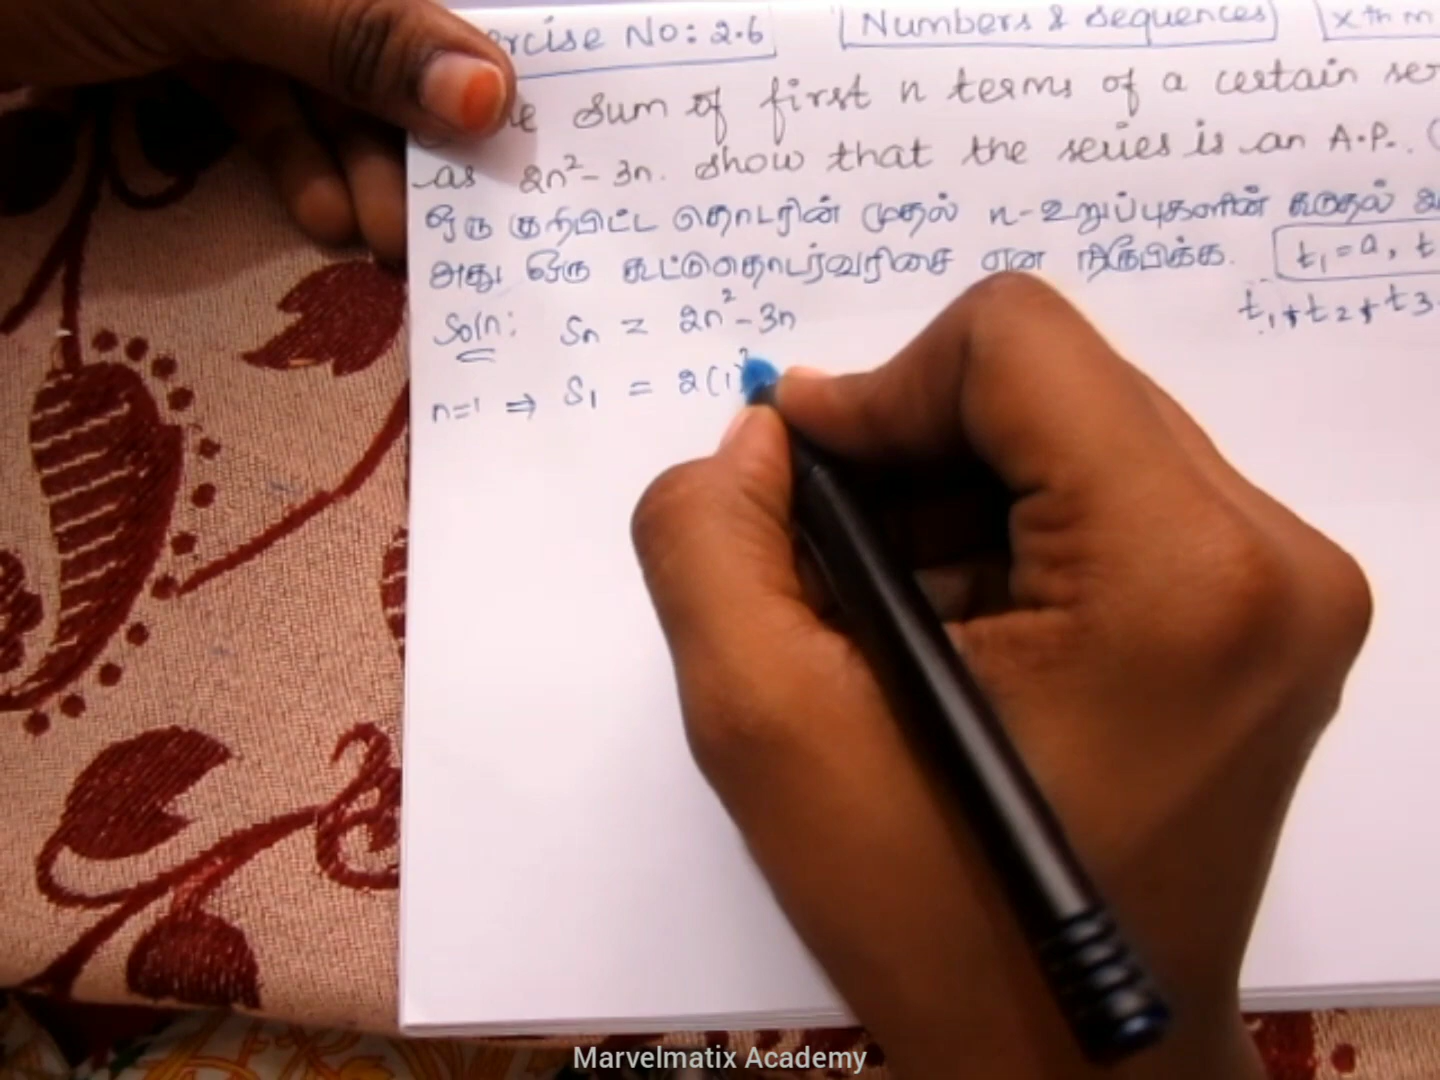 rcise No: 2.6 Numbers & Sequences Xth m
Sum of first n terms of a certain ser
as 2n²-3n. Show that the series is an A.P. (
ஒரு குறிப்பிட்ட தொடரின் முதல் n-உறுப்புகளின் கூடுதல்
அது ஒரு கூட்டுதொடர்வரிசை என நிரூபிக்க. t₁=a, t
t₁+t₂+t₃
Soln: Sn = 2n²-3n
n=1 ⇒ S₁ = 2(1)²
Marvelmatix Academy